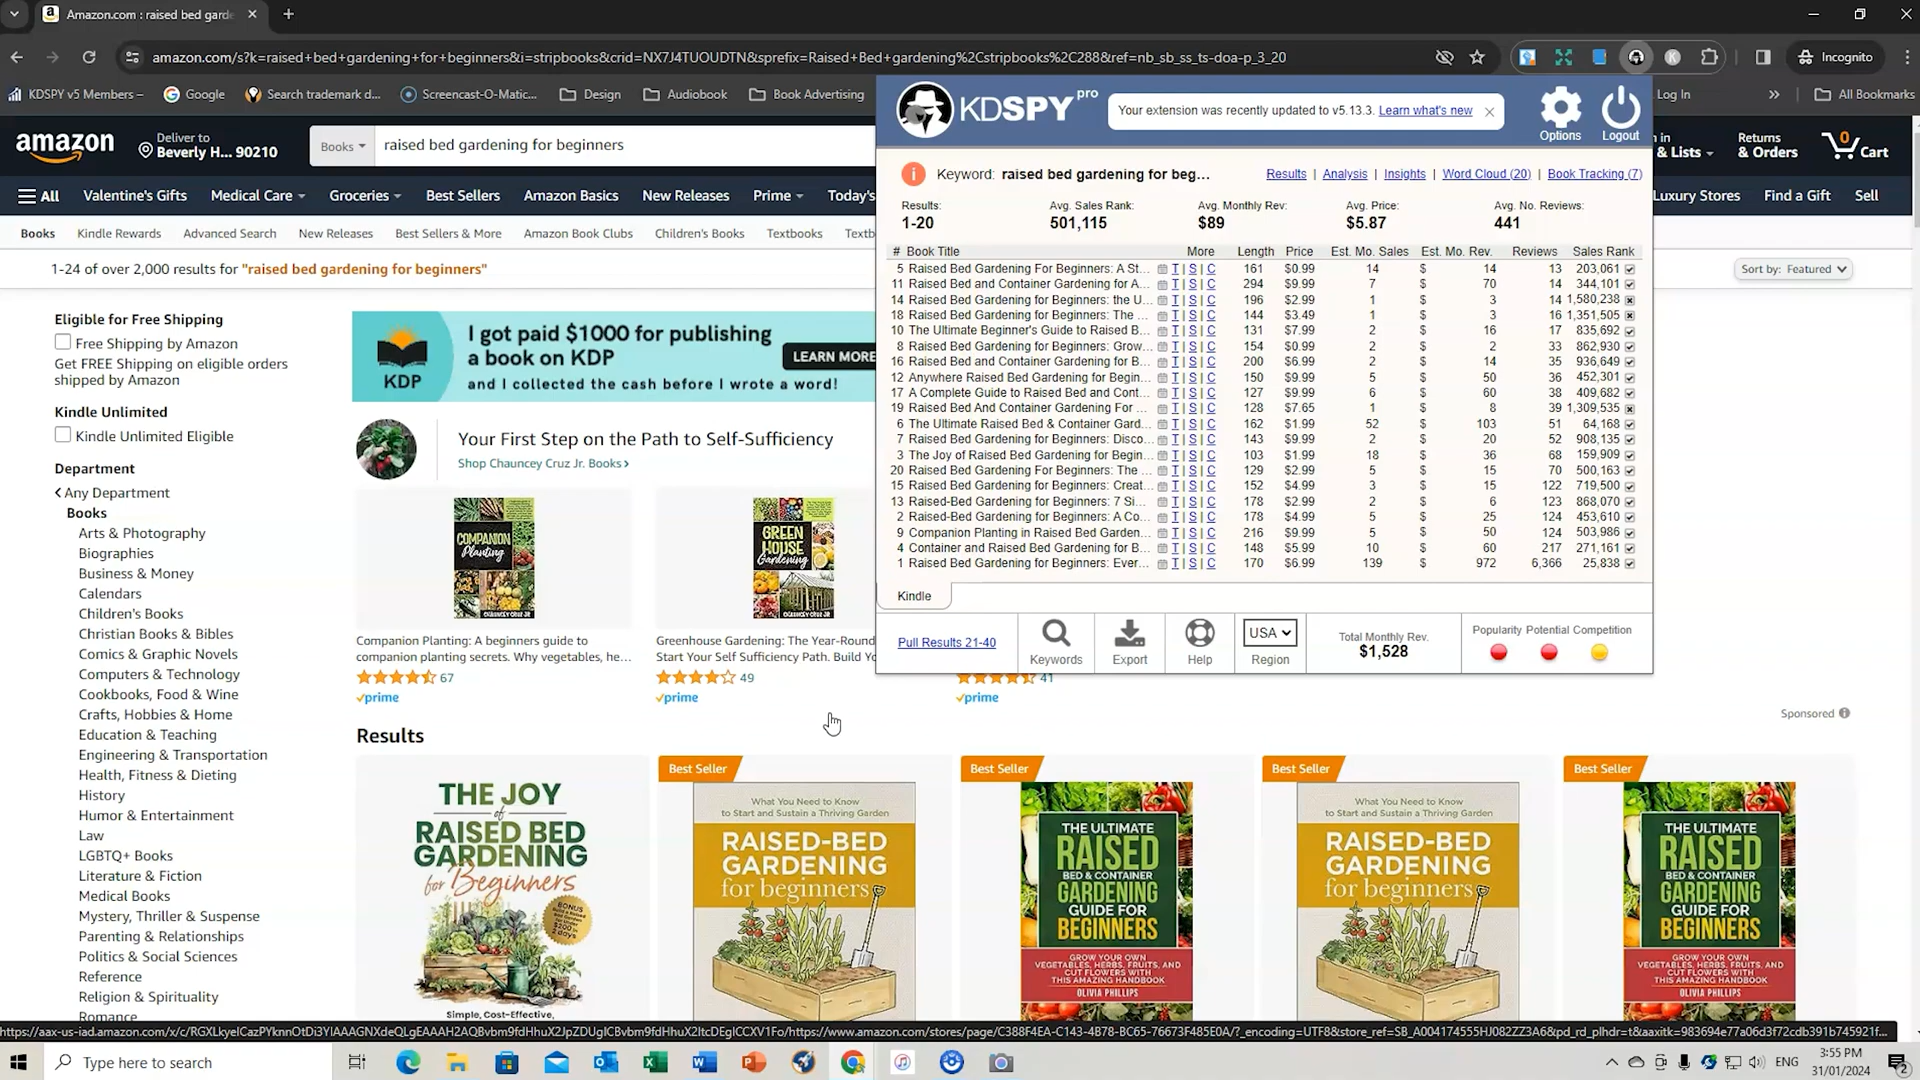 Amazon.com : raised bed garde
amazon.com/s?k=raised+bed+gardening+for+beginners&i=stripbooks&crid=NX7J4TUOUDTN&sprefix=Raised+Bed+gardening%2Cstripbooks%2C288&ref=nb_sb_ss_ts-doa-p_3_20
Incognito
KDSPY v5 Members –
Google
Search trademark d...
Screencast-O-Matic...
Design
Audiobook
Book Advertising
Log In
»
All Bookmarks
amazon
Deliver to
Beverly H... 90210
Books
raised bed gardening for beginners
n in
& Lists
Returns
& Orders
0
Cart
All
Valentine's Gifts
Medical Care
Groceries
Best Sellers
Amazon Basics
New Releases
Prime
Today's
Luxury Stores
Find a Gift
Sell
Books
Kindle Rewards
Advanced Search
New Releases
Best Sellers & More
Amazon Book Clubs
Children's Books
Textbooks
Textb
1-24 of over 2,000 results for "raised bed gardening for beginners"
Sort by: Featured
KDSPY pro
Your extension was recently updated to v5.13.3. Learn what's new
Options
Logout
Keyword: raised bed gardening for beg...
Results | Analysis | Insights | Word Cloud (20) | Book Tracking (7)
Results: Avg. Sales Rank: Avg. Monthly Rev: Avg. Price: Avg. No. Reviews:
1-20 501,115 $89 $5.87 441
# Book Title More Length Price Est. Mo. Sales Est. Mo. Rev. Reviews Sales Rank
5 Raised Bed Gardening For Beginners: A St... T | S | C 161 $0.99 14 $ 14 13 203,061
11 Raised Bed and Container Gardening for A... T | S | C 294 $9.99 7 $ 70 14 344,101
14 Raised Bed Gardening for Beginners: the U... T | S | C 196 $2.99 1 $ 3 14 1,580,238
18 Raised Bed Gardening for Beginners: The ... T | S | C 144 $3.49 1 $ 3 16 1,351,505
10 The Ultimate Beginner's Guide to Raised B... T | S | C 131 $7.99 2 $ 16 17 835,692
8 Raised Bed Gardening for Beginners: Grow... T | S | C 154 $0.99 2 $ 2 33 862,930
16 Raised Bed and Container Gardening for B... T | S | C 200 $6.99 2 $ 14 35 936,649
12 Anywhere Raised Bed Gardening for Begin... T | S | C 150 $9.99 5 $ 50 36 452,301
17 A Complete Guide to Raised Bed and Cont... T | S | C 127 $9.99 6 $ 60 38 409,682
19 Raised Bed And Container Gardening For ... T | S | C 128 $7.65 1 $ 8 39 1,309,535
6 The Ultimate Raised Bed & Container Gard... T | S | C 162 $1.99 52 $ 103 51 64,168
7 Raised Bed Gardening for Beginners: Disco... T | S | C 143 $9.99 2 $ 20 52 908,135
3 The Joy of Raised Bed Gardening for Begin... T | S | C 103 $1.99 18 $ 36 68 159,909
20 Raised Bed Gardening For Beginners: The ... T | S | C 129 $2.99 5 $ 15 70 500,163
15 Raised Bed Gardening for Beginners: Creat... T | S | C 152 $4.99 3 $ 15 122 719,500
13 Raised-Bed Gardening for Beginners: 7 Si... T | S | C 178 $2.99 2 $ 6 123 868,070
2 Raised-Bed Gardening for Beginners: A Co... T | S | C 178 $4.99 5 $ 25 124 453,610
9 Companion Planting in Raised Bed Garden... T | S | C 216 $9.99 5 $ 50 124 503,986
4 Container and Raised Bed Gardening for B... T | S | C 148 $5.99 10 $ 60 217 271,161
1 Raised Bed Gardening for Beginners: Ever... T | S | C 170 $6.99 139 $ 972 6,366 25,838
Kindle
Pull Results 21-40
Keywords
Export
Help
USA
Region
Total Monthly Rev.
$1,528
Popularity Potential Competition
Eligible for Free Shipping
Free Shipping by Amazon
Get FREE Shipping on eligible orders
shipped by Amazon
Kindle Unlimited
Kindle Unlimited Eligible
Department
Any Department
Books
Arts & Photography
Biographies
Business & Money
Calendars
Children's Books
Christian Books & Bibles
Comics & Graphic Novels
Computers & Technology
Cookbooks, Food & Wine
Crafts, Hobbies & Home
Education & Teaching
Engineering & Transportation
Health, Fitness & Dieting
History
Humor & Entertainment
Law
LGBTQ+ Books
Literature & Fiction
Medical Books
Mystery, Thriller & Suspense
Parenting & Relationships
Politics & Social Sciences
Reference
Religion & Spirituality
Romance
KDP
I got paid $1000 for publishing
a book on KDP
and I collected the cash before I wrote a word!
LEARN MORE
Your First Step on the Path to Self-Sufficiency
Shop Chauncey Cruz Jr. Books ›
COMPANION
Planting
CHAUNCEY CRUZ JR
GREEN
HOUSE
GARDENING
CHAUNCEY CRUZ JR
Companion Planting: A beginners guide to
companion planting secrets. Why vegetables, he...
67
prime
Greenhouse Gardening: The Year-Round
Start Your Self Sufficiency Path. Build Yo
49
prime
41
prime
Sponsored
Results
THE JOY
of
RAISED BED
GARDENING
for Beginners
Simple, Cost-Effective,
Best Seller
What You Need to Know
to Start and Sustain a Thriving Garden
RAISED-BED
GARDENING
for beginners
Best Seller
THE ULTIMATE
RAISED
BED & CONTAINER
GARDENING
GUIDE FOR
BEGINNERS
GROW YOUR OWN
VEGETABLES, HERBS, FRUITS, AND
CUT FLOWERS WITH
THIS AMAZING HANDBOOK
OLIVIA PHILLIPS
Best Seller
What You Need to Know
to Start and Sustain a Thriving Garden
RAISED-BED
GARDENING
for beginners
Best Seller
THE ULTIMATE
RAISED
BED & CONTAINER
GARDENING
GUIDE FOR
BEGINNERS
GROW YOUR OWN
VEGETABLES, HERBS, FRUITS, AND
CUT FLOWERS WITH
THIS AMAZING HANDBOOK
OLIVIA PHILLIPS
Type here to search
ENG
3:55 PM
31/01/2024
2